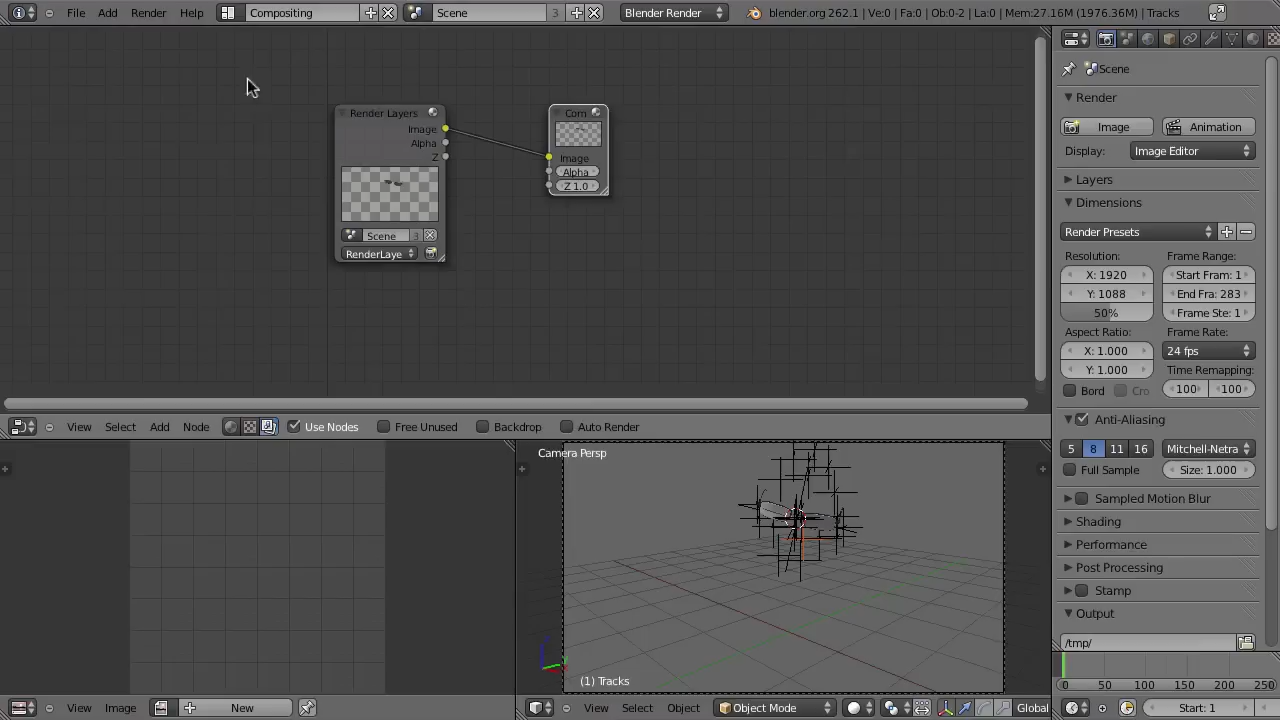 File Add Render Help Compositing Scene 3 Blender Render blender.org 262.1 | Ve:0 | Fa:0 | Ob:0-2 | La:0 | Mem:27.16M (1976.36M) | Tracks
Render Layers
Image
Alpha
Z
Scene 3
RenderLaye
Com
Image
Alpha
Z 1.0
Scene
Render
Image Animation
Display: Image Editor
Layers
Dimensions
Render Presets
Resolution: Frame Range:
X: 1920 Start Fram: 1
Y: 1088 End Fra: 283
50% Frame Ste: 1
Aspect Ratio: Frame Rate:
X: 1.000 24 fps
Y: 1.000 Time Remapping:
Bord Cro 100 100
Anti-Aliasing
5 8 11 16 Mitchell-Netra
Full Sample Size: 1.000
Sampled Motion Blur
Shading
Performance
Post Processing
Stamp
Output
/tmp/
View Select Add Node Use Nodes Free Unused Backdrop Auto Render
Camera Persp
(1) Tracks
0 50 100 150 200 250
View Image New
View Select Object Object Mode Global
Start: 1